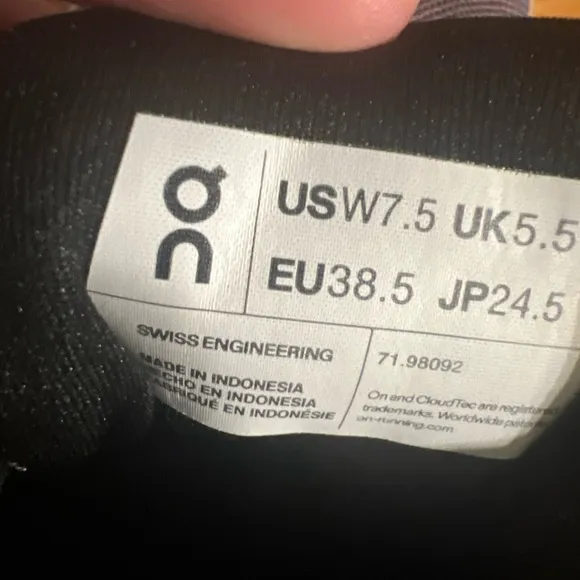 On
USW7.5 UK5.5
EU38.5 JP24.5
SWISS ENGINEERING
MADE IN INDONESIA
HECHO EN INDONESIA
FABRIQUÉ EN INDONÉSIE
71.98092
On and CloudTec are registered
trademarks. Worldwide
on-running.com